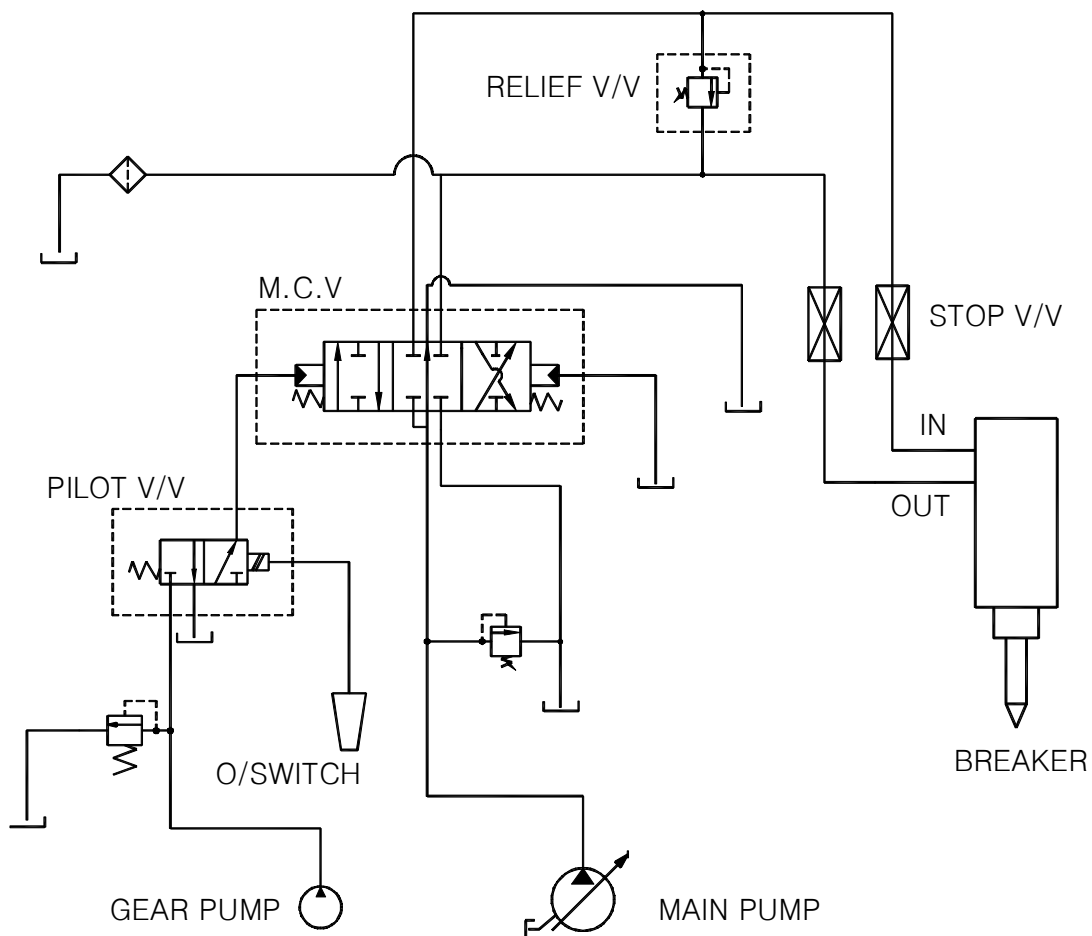 RELIEF V/V
M.C.V
STOP V/V
IN
PILOT V/V
OUT
O/SWITCH
BREAKER
GEAR PUMP
MAIN PUMP